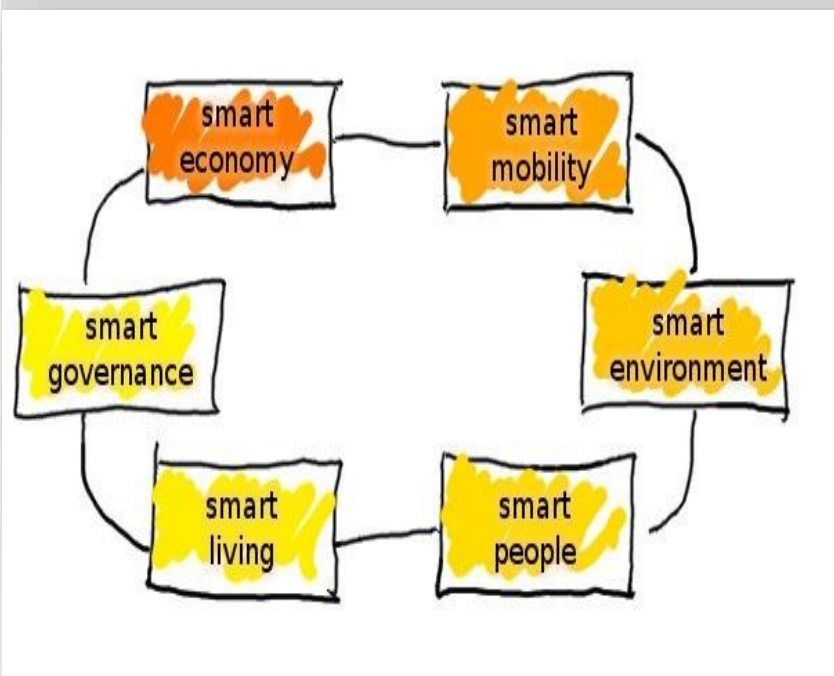 smart
economy
smart
mobility
smart
governance
smart
environment
smart
living
smart
people